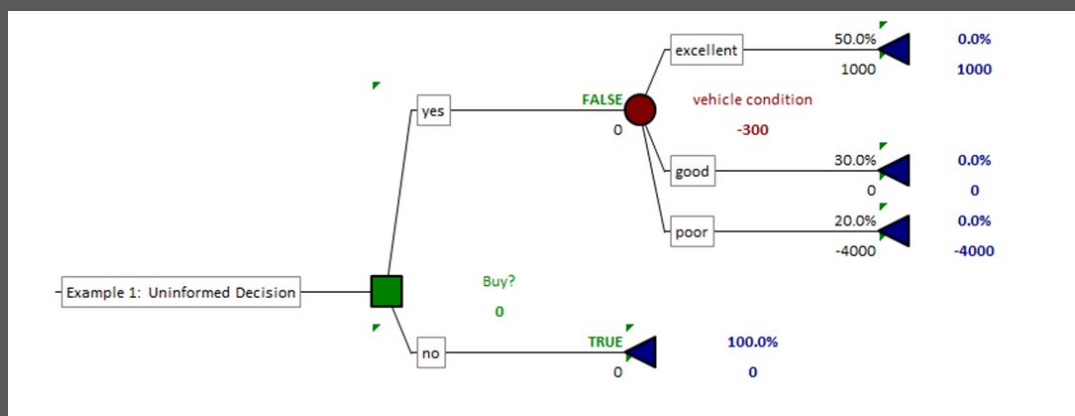 excellent
50.0%
0.0%
1000
1000
yes
FALSE
vehicle condition
0
-300
good
30.0%
0.0%
0
0
poor
20.0%
0.0%
-4000
-4000
Example 1: Uninformed Decision
Buy?
0
no
TRUE
100.0%
0
0